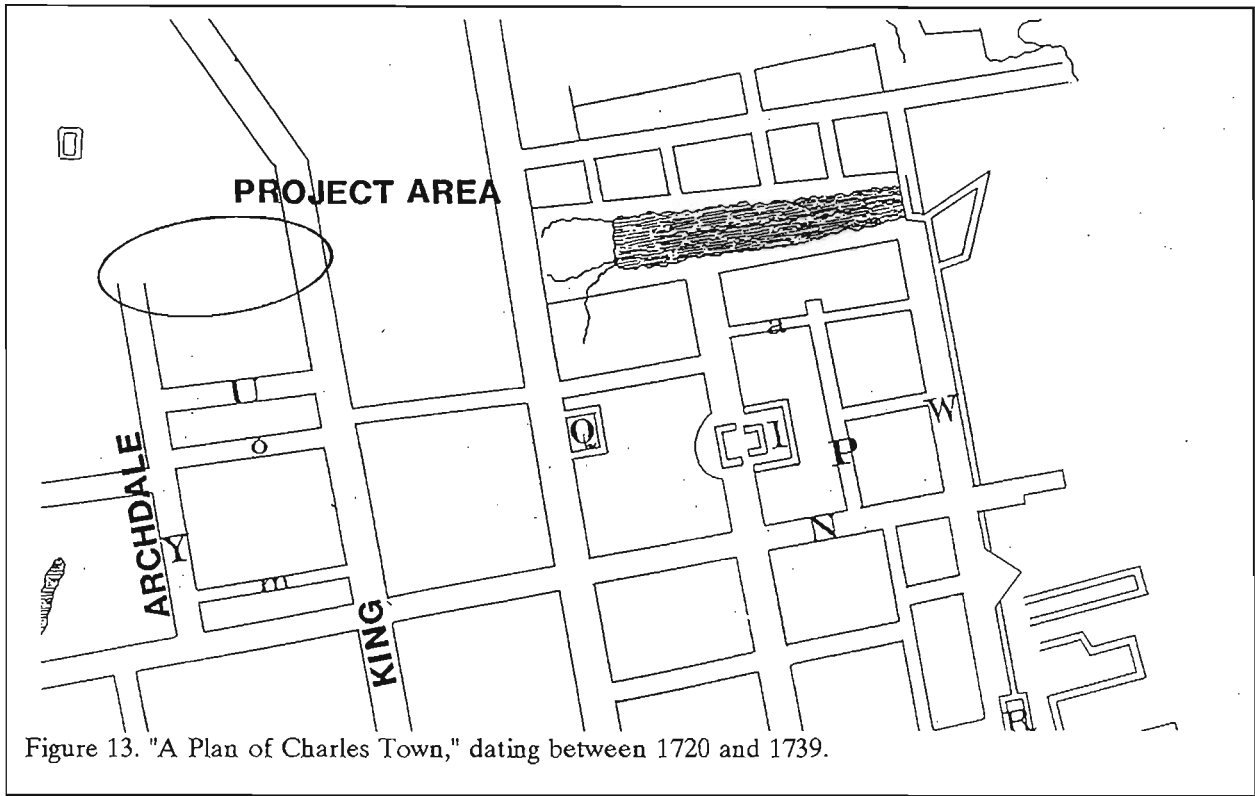 PROJECT AREA
a
U
W
Q
I
o
P
ARCHDALE
N
Y
m
KING
R
Figure 13. "A Plan of Charles Town," dating between 1720 and 1739.